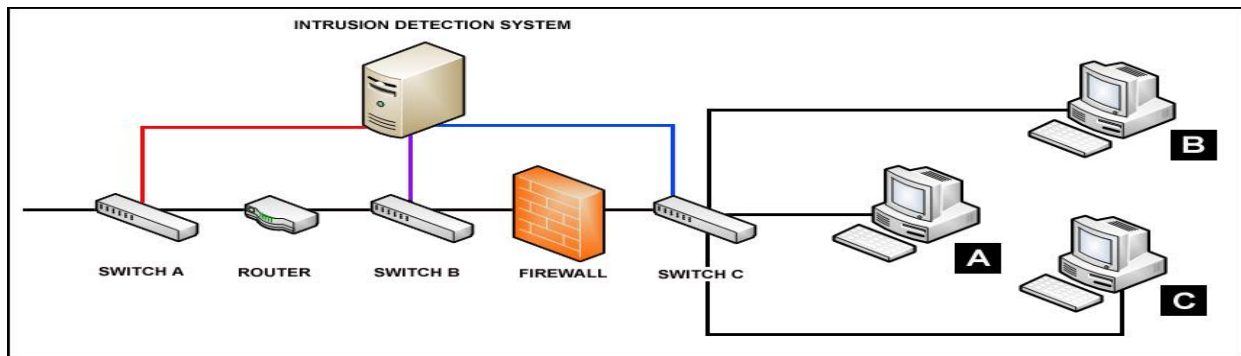 INTRUSION DETECTION SYSTEM
B
A
C
SWITCH A
ROUTER
SWITCH B
FIREWALL
SWITCH C